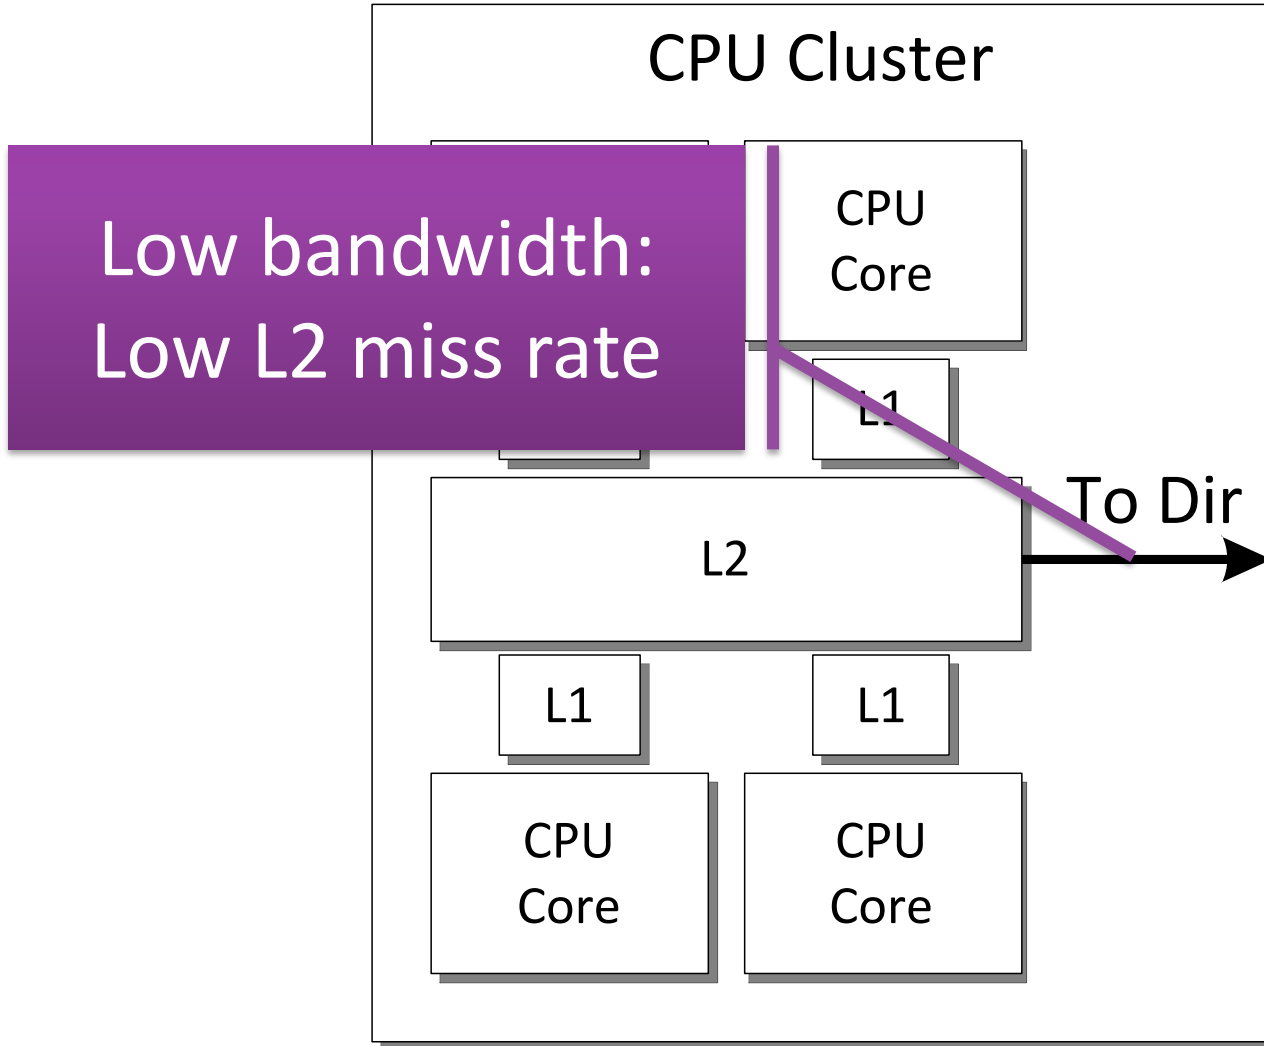 CPU Cluster
Low bandwidth:
Low L2 miss rate
CPU
Core
L1
To Dir
L2
L1
L1
CPU
Core
CPU
Core